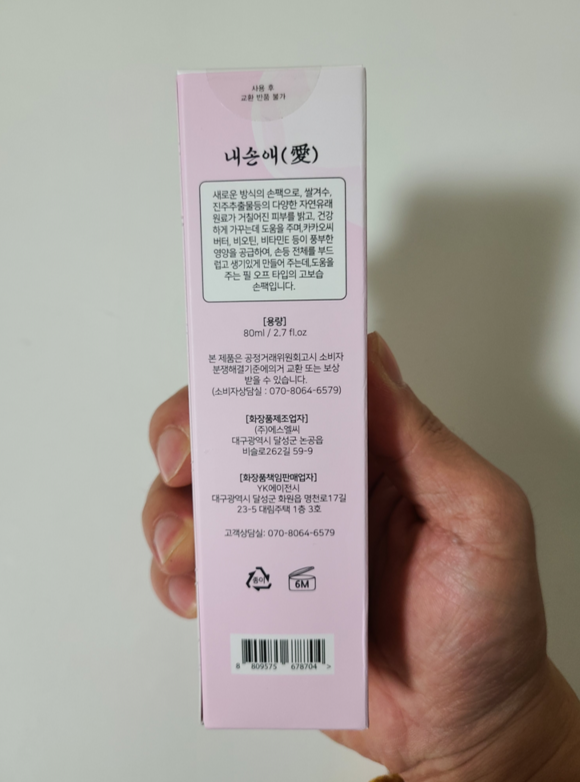 사용 후
교환 반품 불가
내손애(愛)
새로운 방식의 손팩으로, 쌀겨수,
진주추출물등의 다양한 자연유래
원료가 거칠어진 피부를 밝고, 건강
하게 가꾸는데 도움을 주며,카카오씨
버터, 비오틴, 비타민E 등이 풍부한
영양을 공급하여, 손등 전체를 부드
럽고 생기있게 만들어 주는데,도움을
주는 필 오프 타입의 고보습
손팩입니다.
[용량]
80ml / 2.7 fl.oz
본 제품은 공정거래위원회고시 소비자
분쟁해결기준에의거 교환 또는 보상
받을 수 있습니다.
(소비자상담실 : 070-8064-6579)
[화장품제조업자]
(주)에스엘씨
대구광역시 달성군 논공읍
비슬로262길 59-9
[화장품책임판매업자]
YK에이전시
대구광역시 달성군 화원읍 명천로17길
23-5 대림주택 1층 3호
고객상담실: 070-8064-6579
종이
6M
8 809575 678704 >